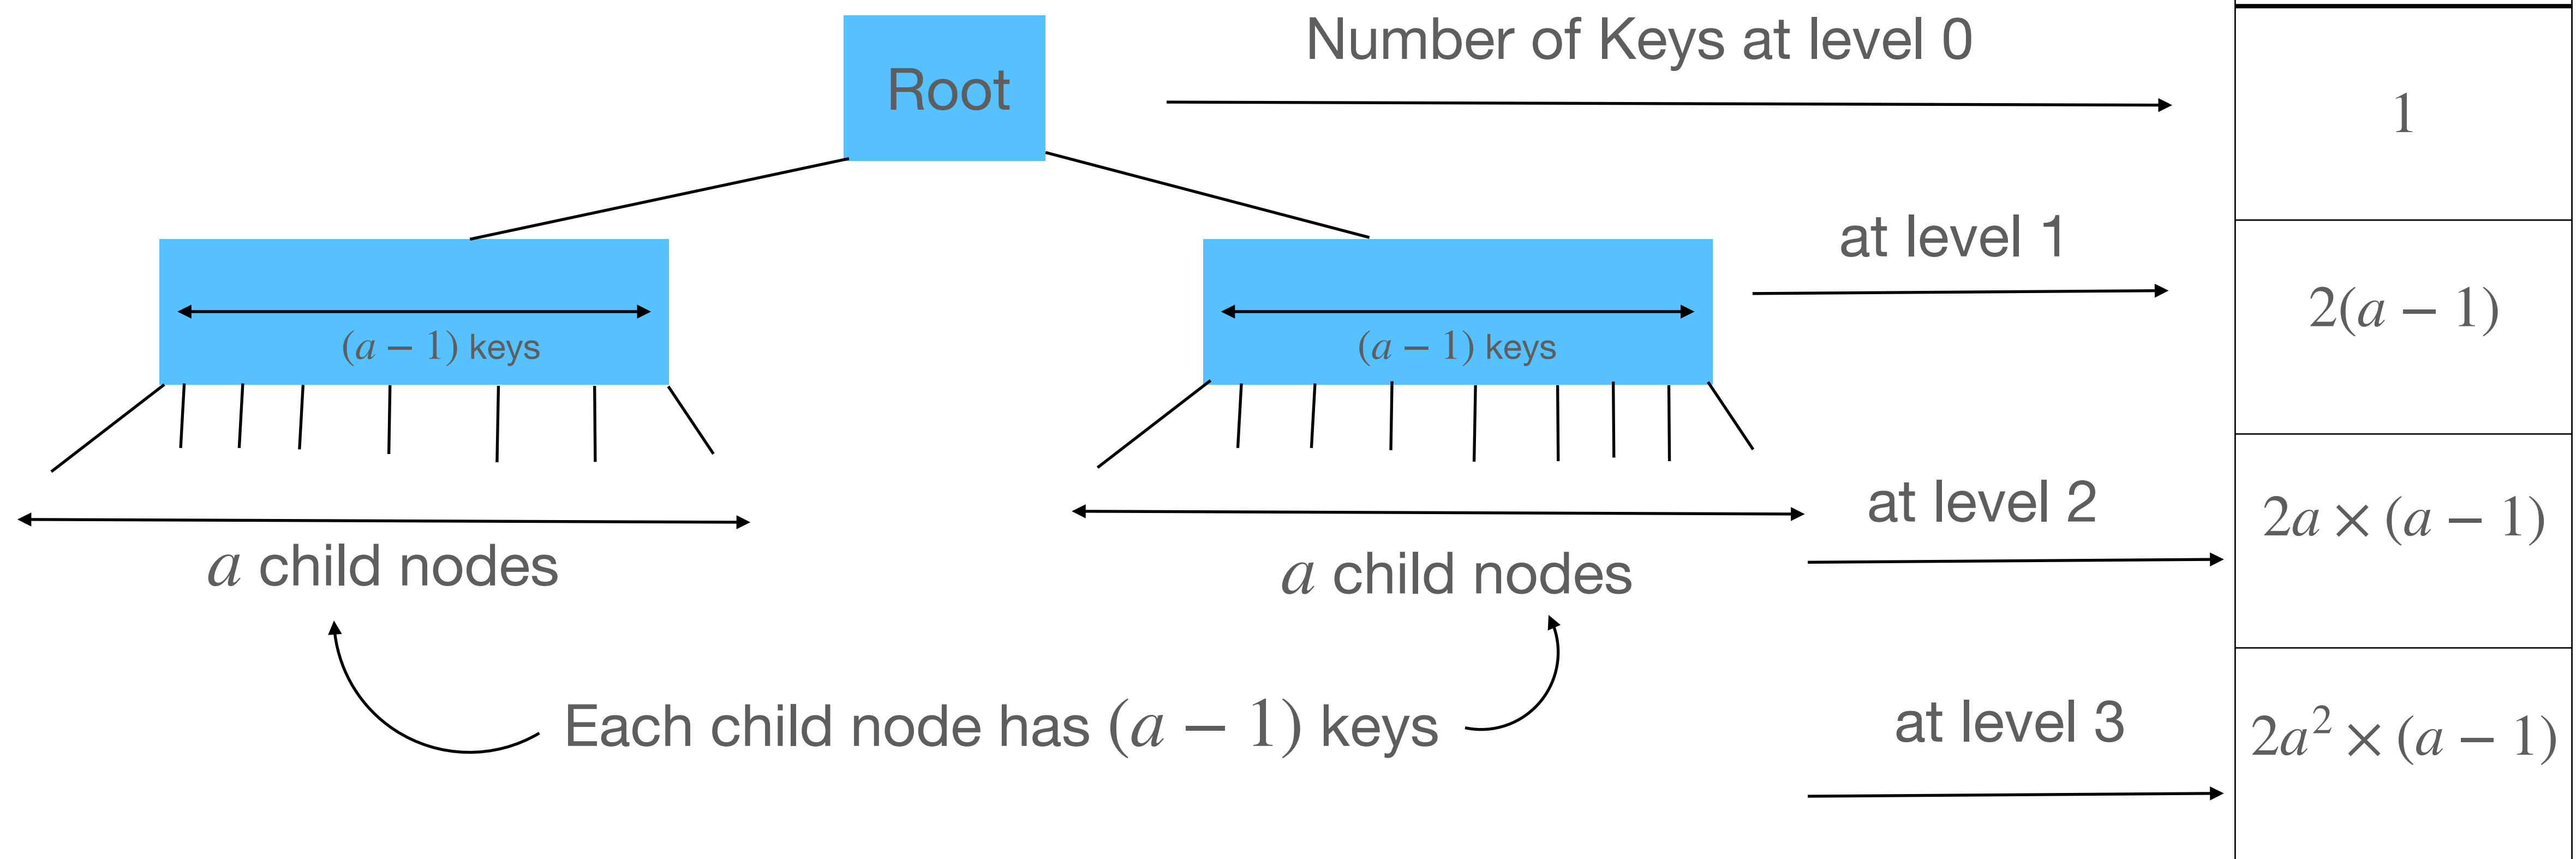 Number of Keys at level 0
Root
1
at level 1
2(a − 1)
(a − 1) keys
(a − 1) keys
at level 2
2a × (a − 1)
a child nodes
a child nodes
Each child node has (a − 1) keys
at level 3
2a² × (a − 1)